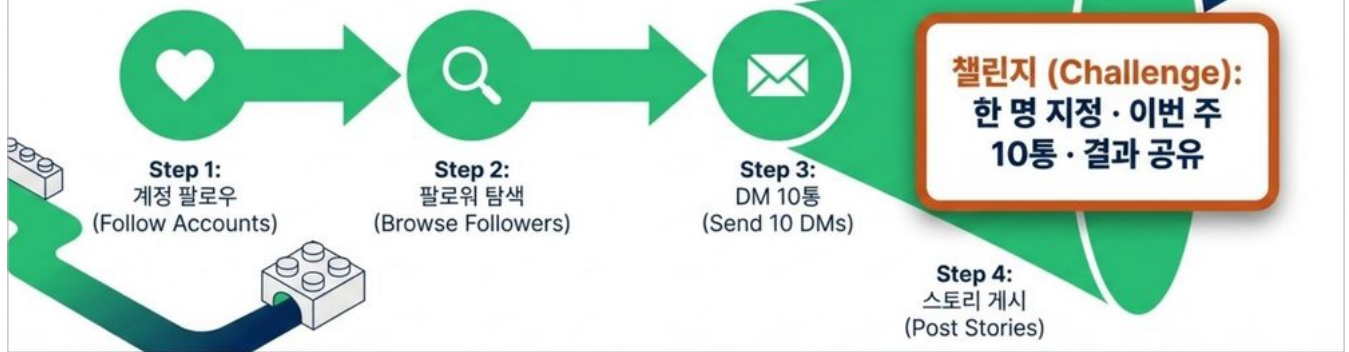 Step 1:
계정 팔로우
(Follow Accounts)
Step 2:
팔로워 탐색
(Browse Followers)
Step 3:
DM 10통
(Send 10 DMs)
챌린지 (Challenge):
한 명 지정 · 이번 주
10통 · 결과 공유
Step 4:
스토리 게시
(Post Stories)